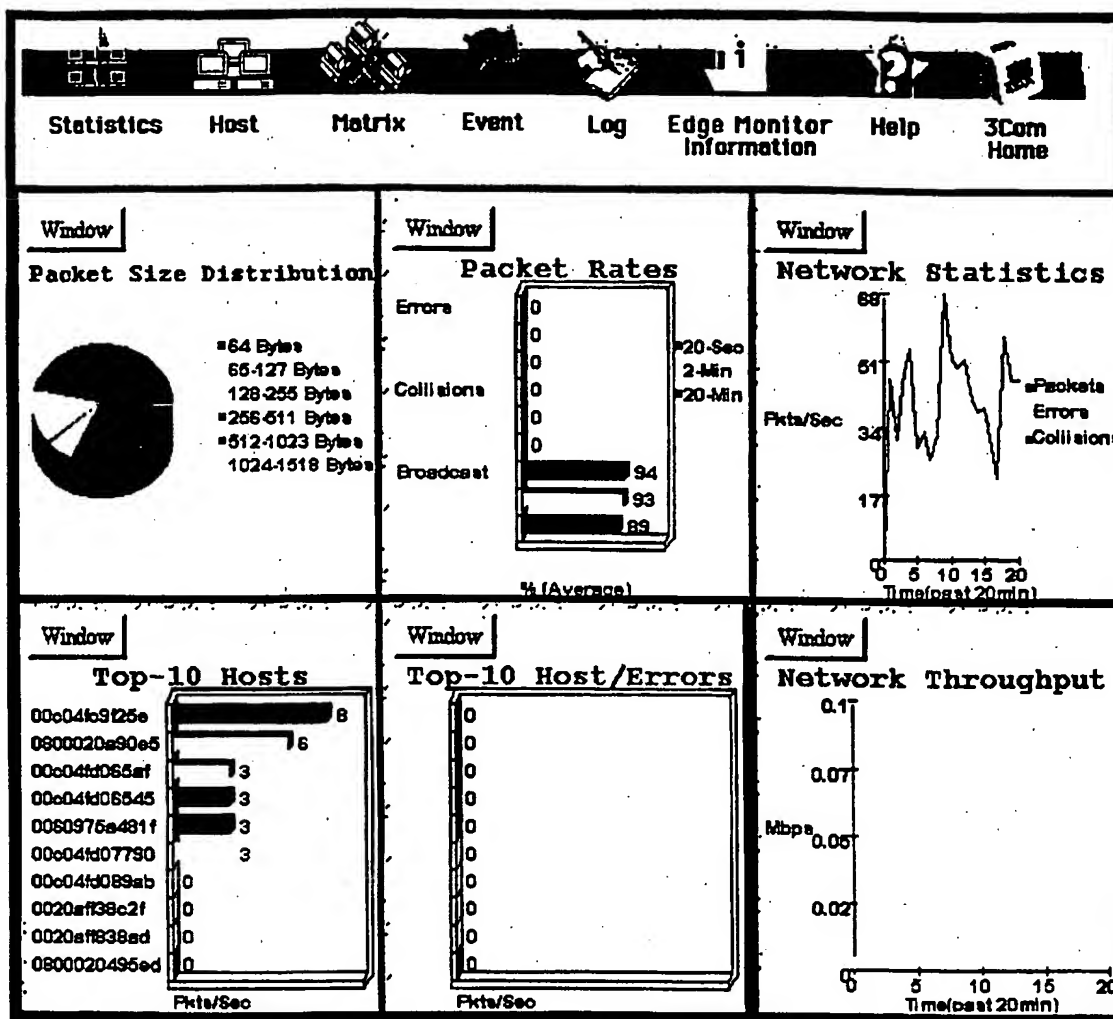 Statistics
Host
Matrix
Event
Log
Edge Monitor
Information
Help
3Com
Home
Window
Packet Size Distribution
64 Bytes
65-127 Bytes
128-255 Bytes
256-511 Bytes
512-1023 Bytes
1024-1518 Bytes
Window
Packet Rates
Errors
0
0
0
Collisions
0
0
0
Broadcast
94
93
89
20-Sec
2-Min
20-Min
% (Average)
Window
Network Statistics
68
51
Pkts/Sec
34
17
0
0 5 10 15 20
Time(past 20min)
Packets
Errors
Collisions
Window
Top-10 Hosts
00c04fc9f25e 8
0800020a90e5 6
00c04fd065af 3
00c04fd06545 3
0060975a481f 3
00c04fd07790 3
00c04fd089ab 0
0020aff38c2f 0
0020aff838ad 0
0800020495ed 0
Pkts/Sec
Window
Top-10 Host/Errors
0
0
0
0
0
0
0
0
0
0
Pkts/Sec
Window
Network Throughput
0.1
0.07
Mbps
0.05
0.02
0
0 5 10 15 20
Time(past 20min)